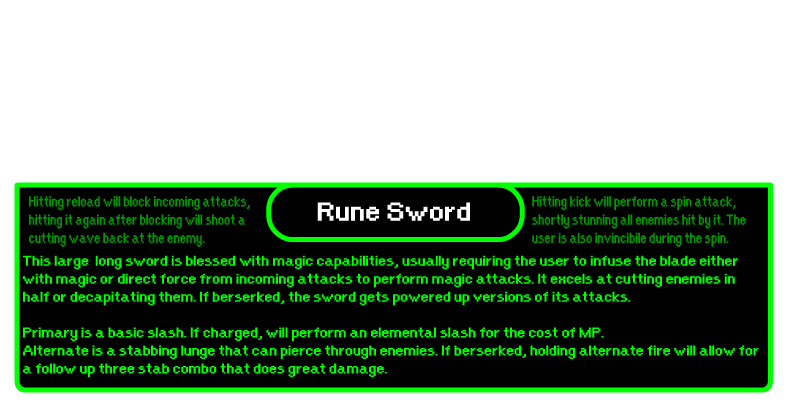 Rune Sword
Hitting reload will block incoming attacks,
hitting it again after blocking will shoot a
cutting wave back at the enemy.
Hitting kick will perform a spin attack,
shortly stunning all enemies hit by it. The
user is also invincibile during the spin.
This large  long sword is blessed with magic capabilities, usually requiring the user to infuse the blade either
with magic or direct force from incoming attacks to perform magic attacks. It excels at cutting enemies in
half or decapitating them. If berserked, the sword gets powered up versions of its attacks.
Primary is a basic slash. If charged, will perform an elemental slash for the cost of MP.
Alternate is a stabbing lunge that can pierce through enemies. If berserked, holding alternate fire will allow for
a follow up three stab combo that does great damage.